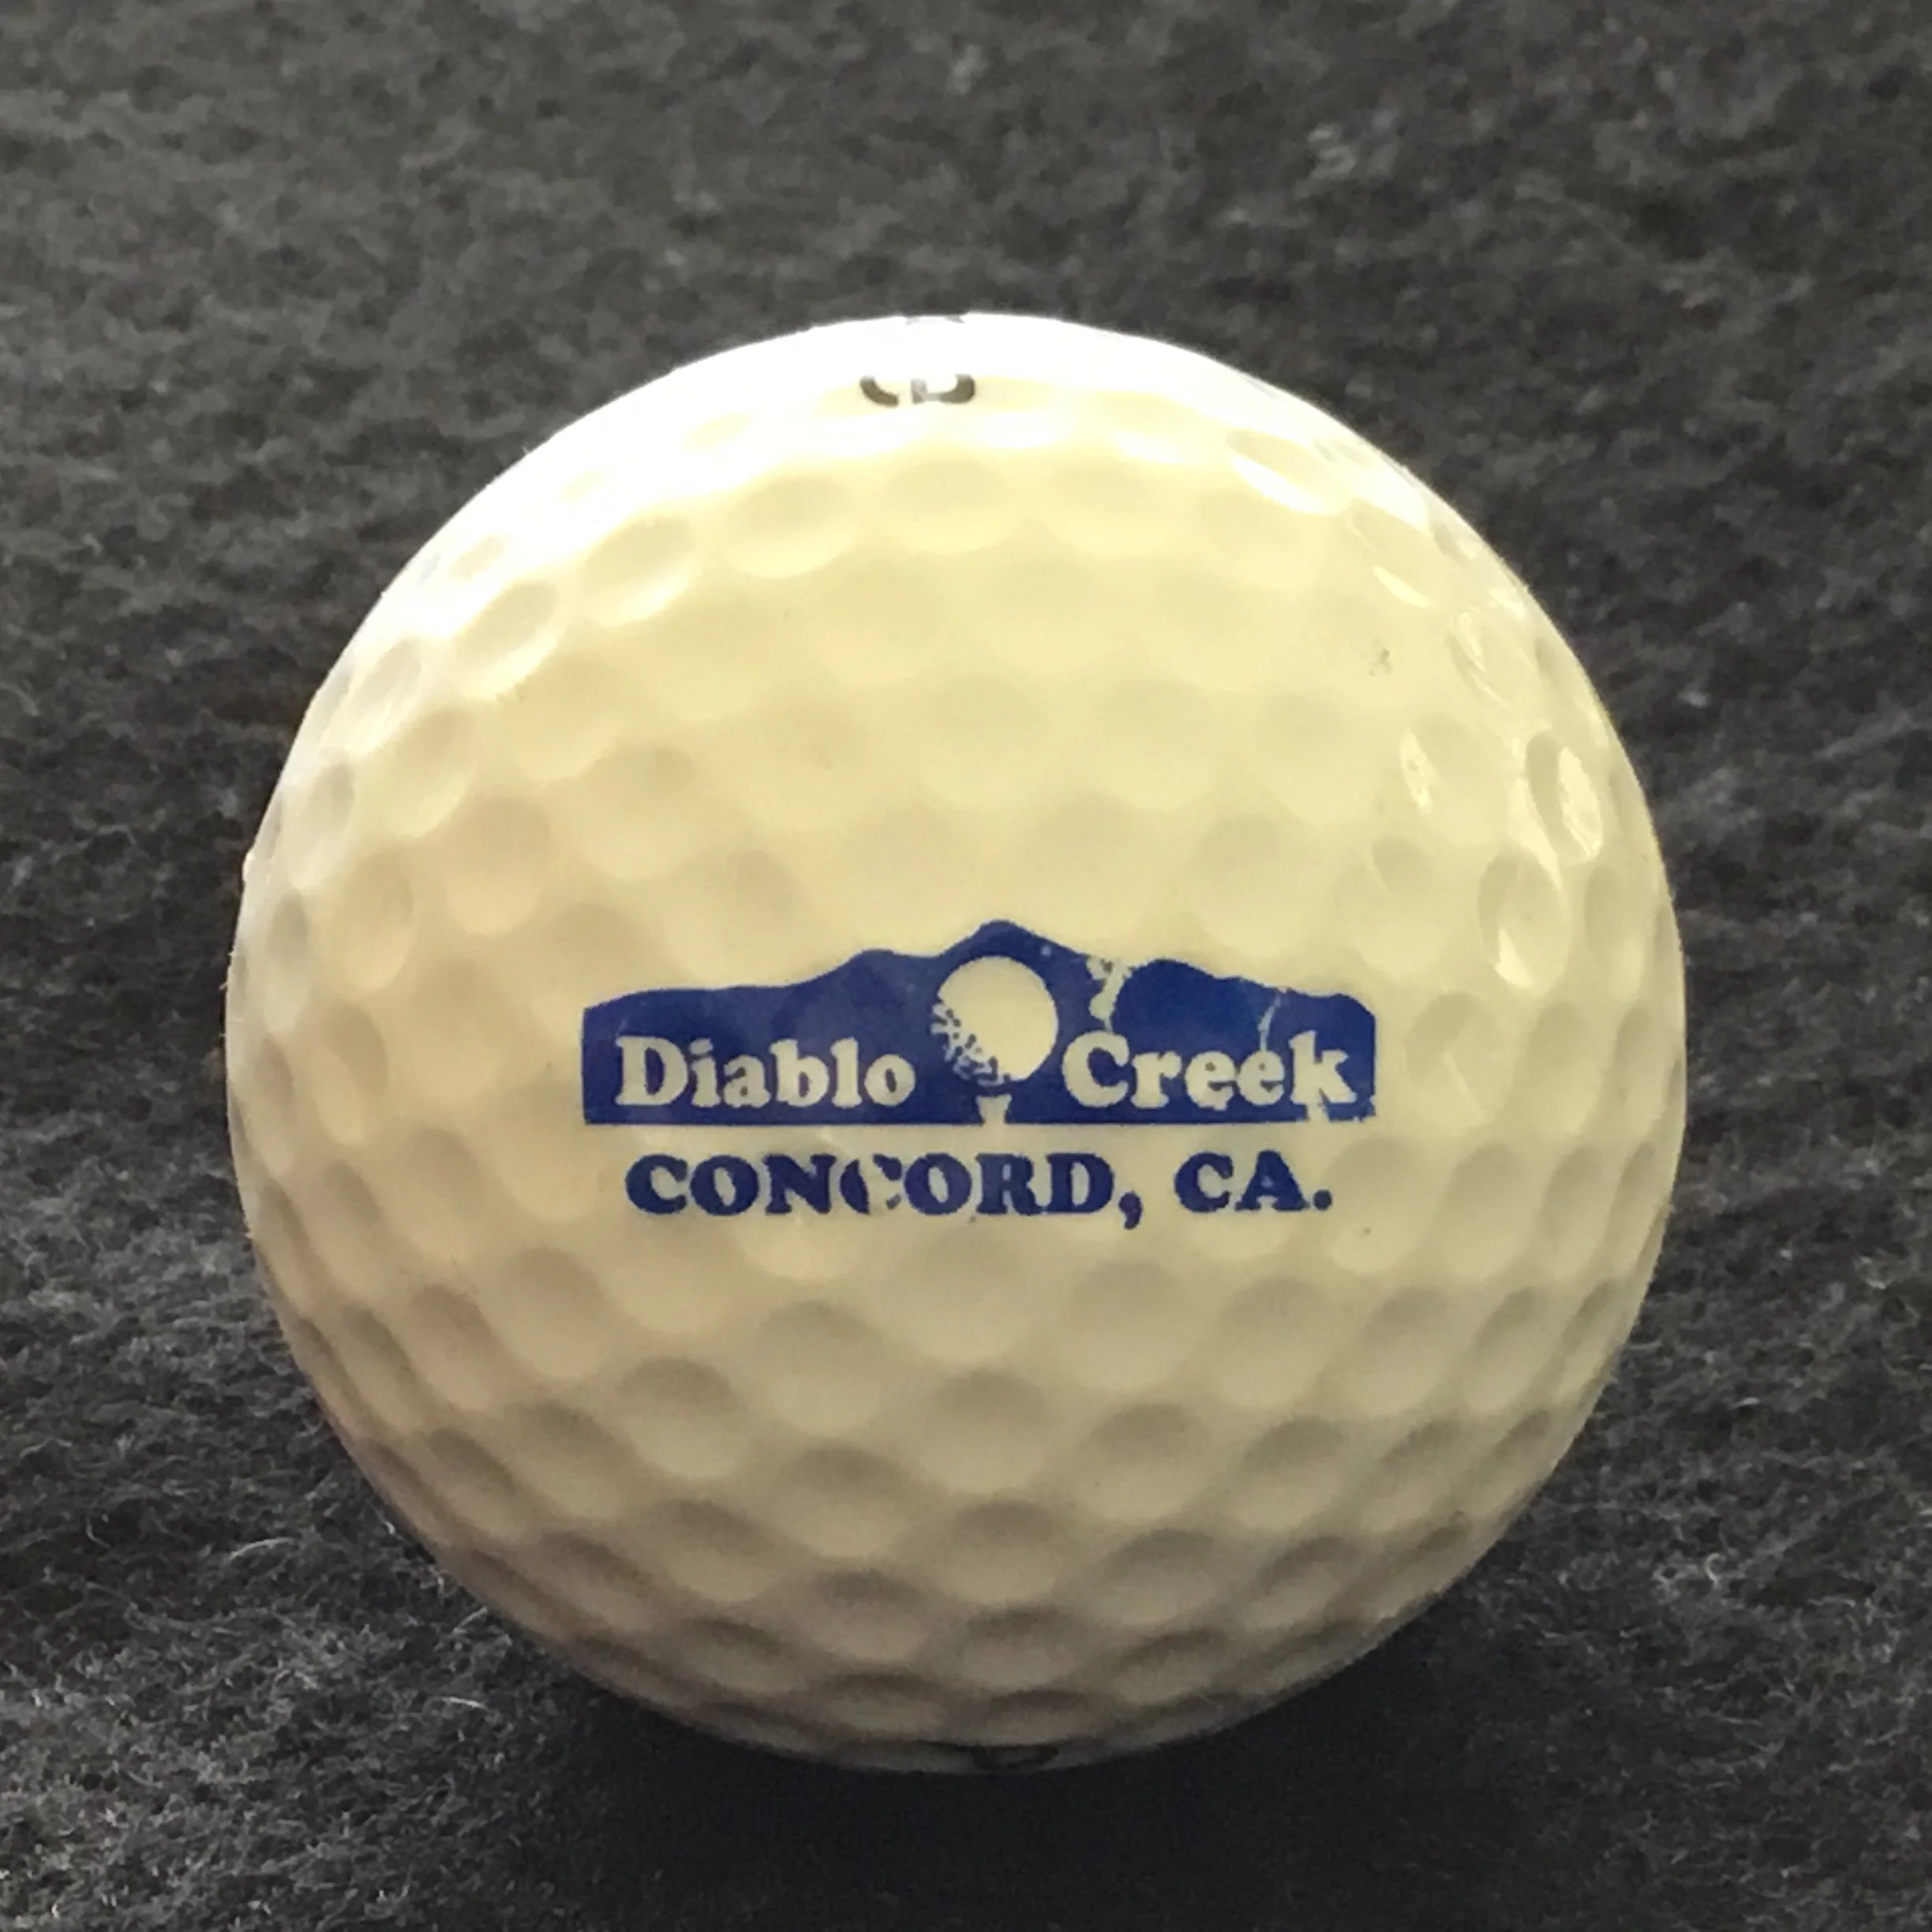 Diablo Creek
CONCORD, CA.